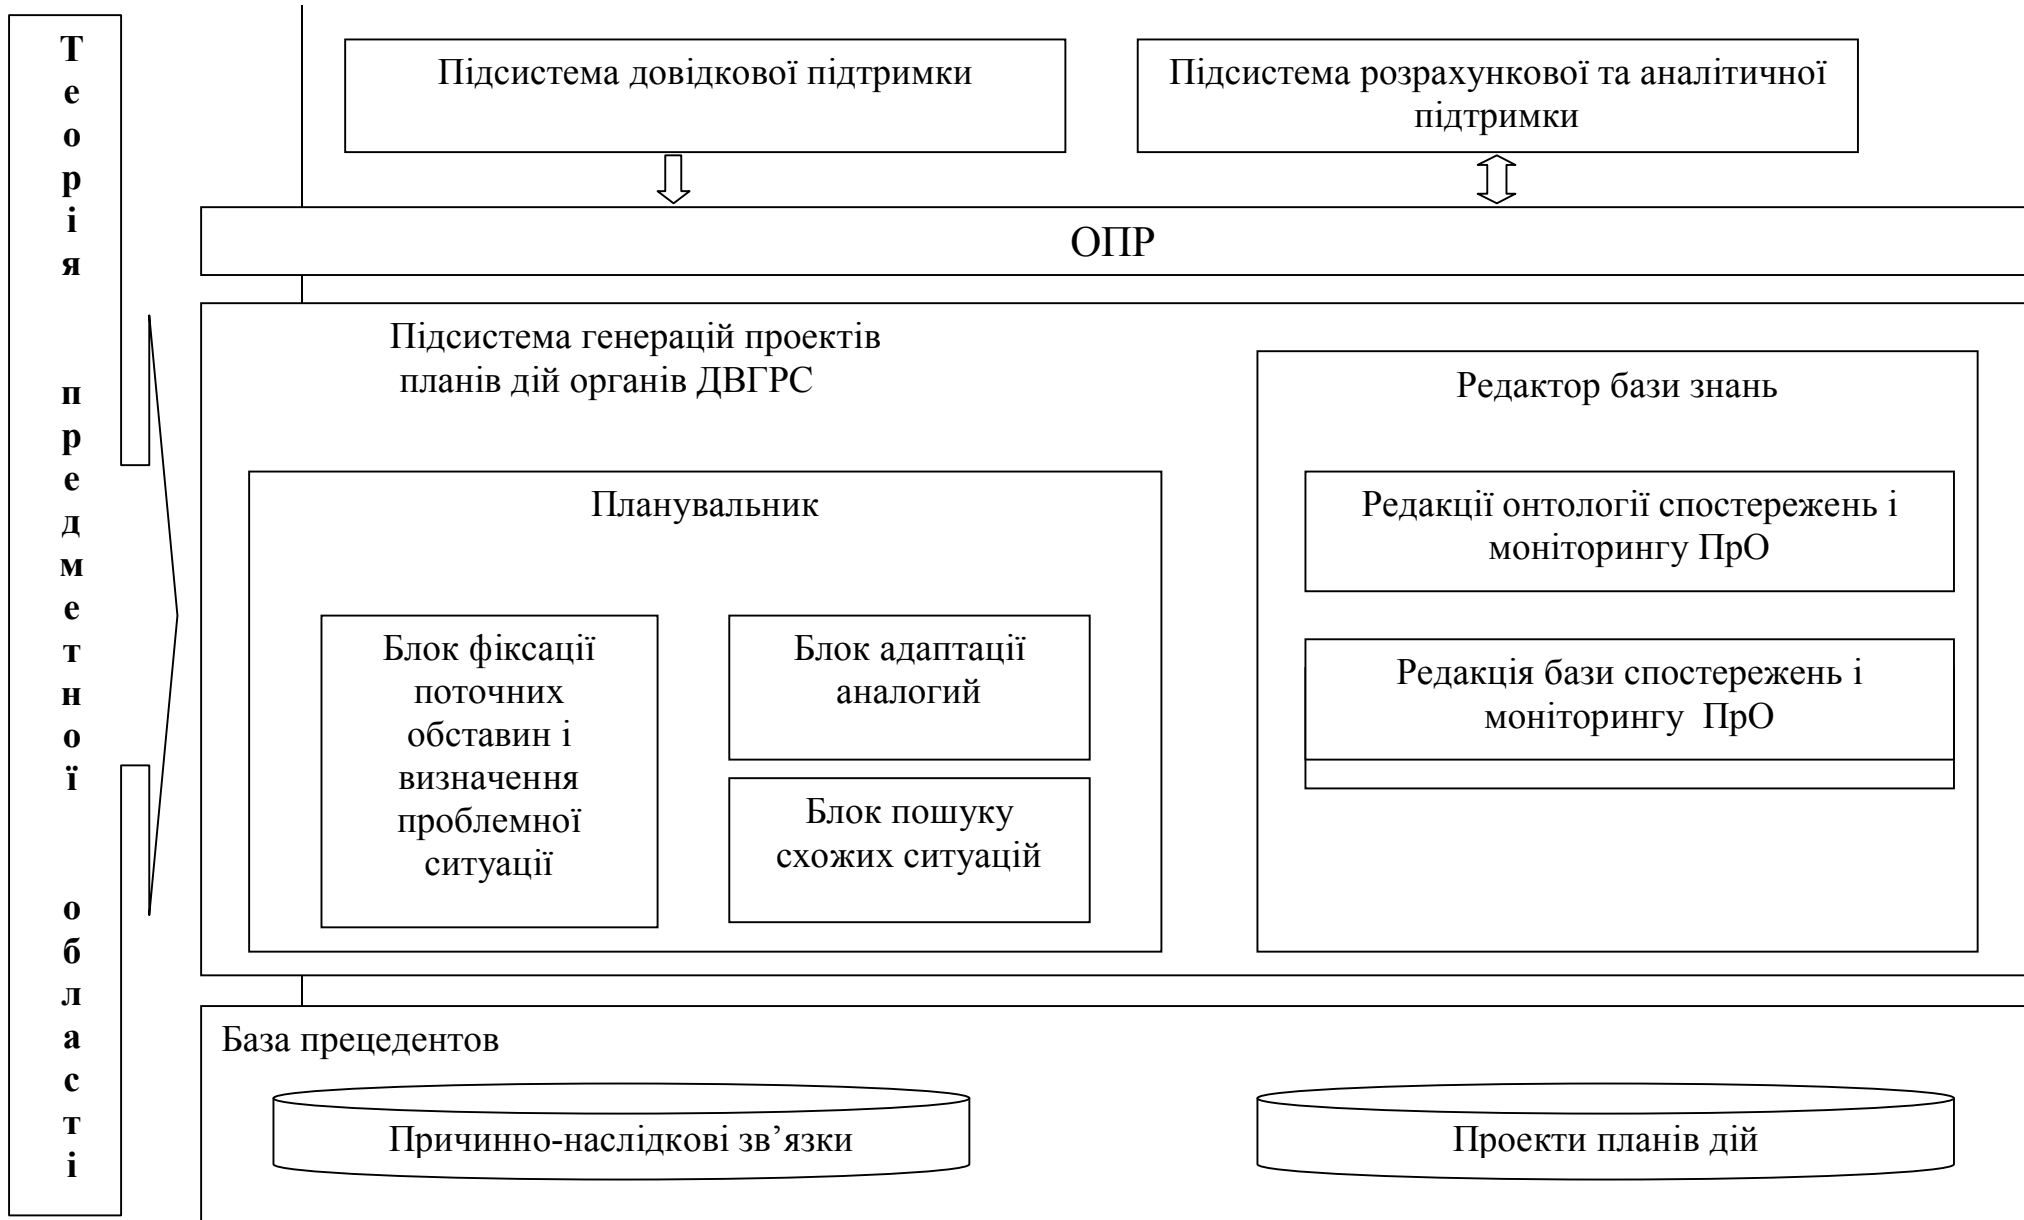 Теорія предметної області
Підсистема довідкової підтримки
Підсистема розрахункової та аналітичної
підтримки
ОПР
Підсистема генерацій проектів
планів дій органів ДВГРС
Редактор бази знань
Планувальник
Редакції онтології спостережень і
моніторингу ПрО
Блок фіксації
поточних
обставин і
визначення
проблемної
ситуації
Блок адаптації
аналогий
Редакція бази спостережень і
моніторингу ПрО
Блок пошуку
схожих ситуацій
База прецедентов
Причинно-наслідкові зв’язки
Проекти планів дій